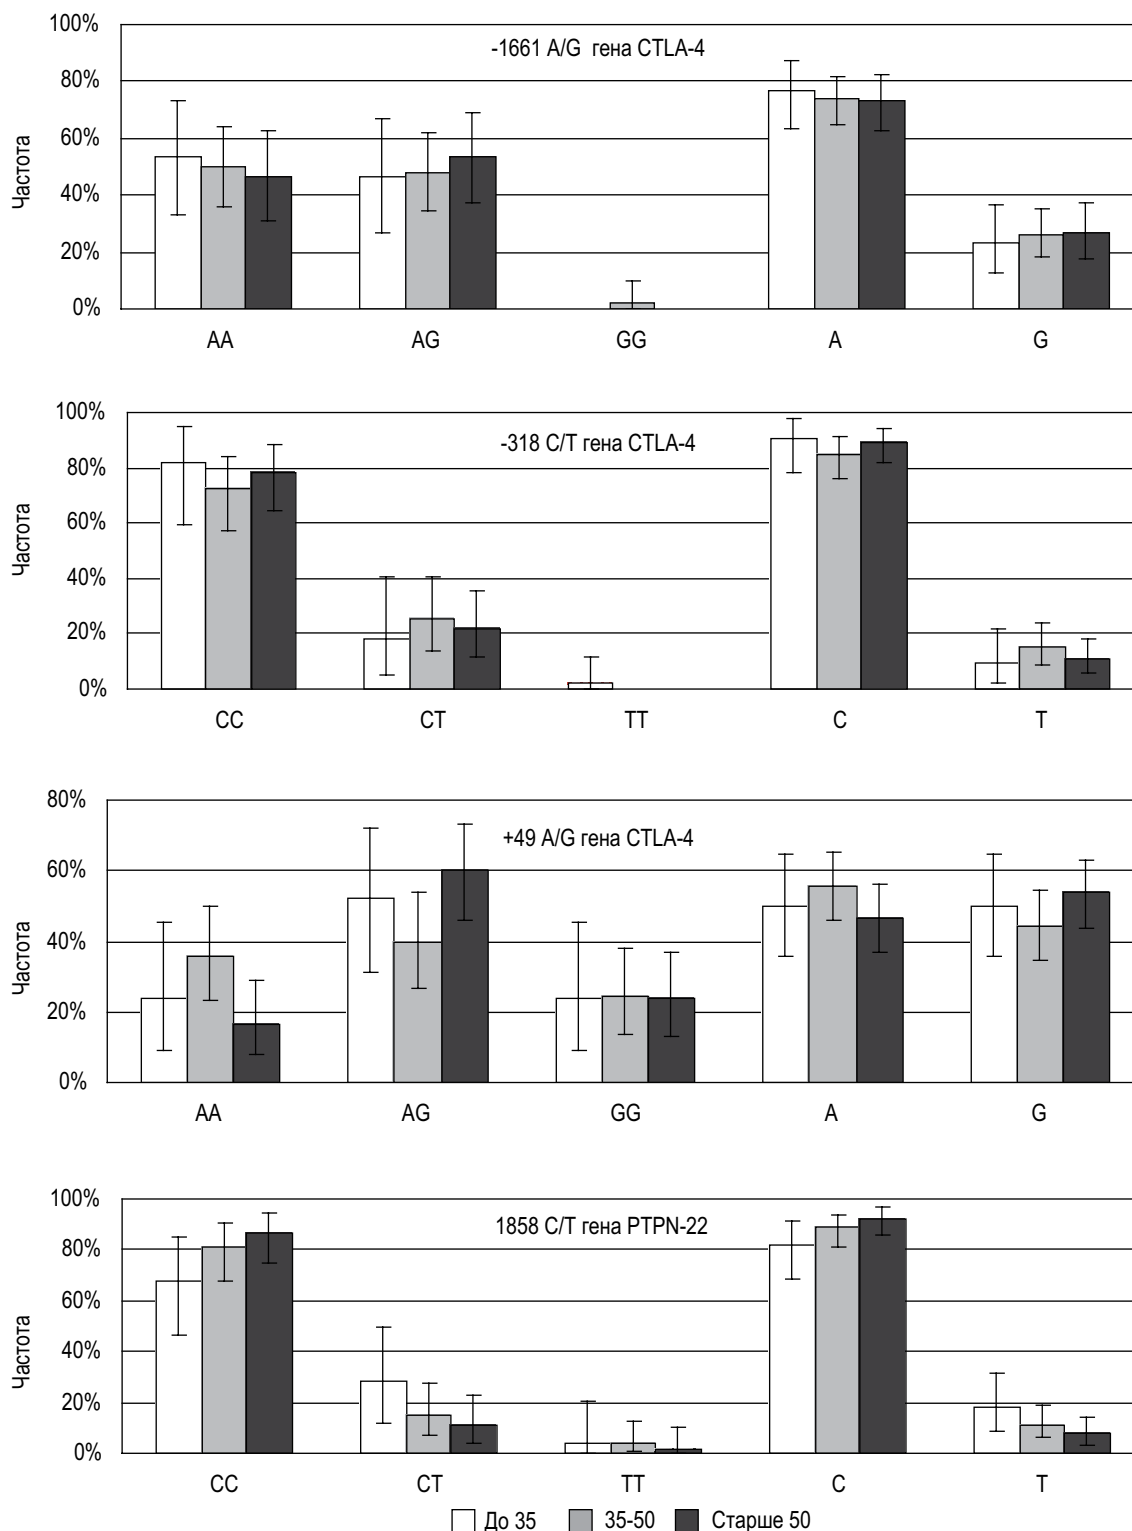 -1661 A/G гена CTLA-4
Частота
100%
80%
60%
40%
20%
0%
AA AG GG A G
-318 C/T гена CTLA-4
Частота
100%
80%
60%
40%
20%
0%
CC CT TT C T
+49 A/G гена CTLA-4
Частота
80%
60%
40%
20%
0%
AA AG GG A G
1858 C/T гена PTPN-22
Частота
100%
80%
60%
40%
20%
0%
CC CT TT C T
До 35 35-50 Старше 50